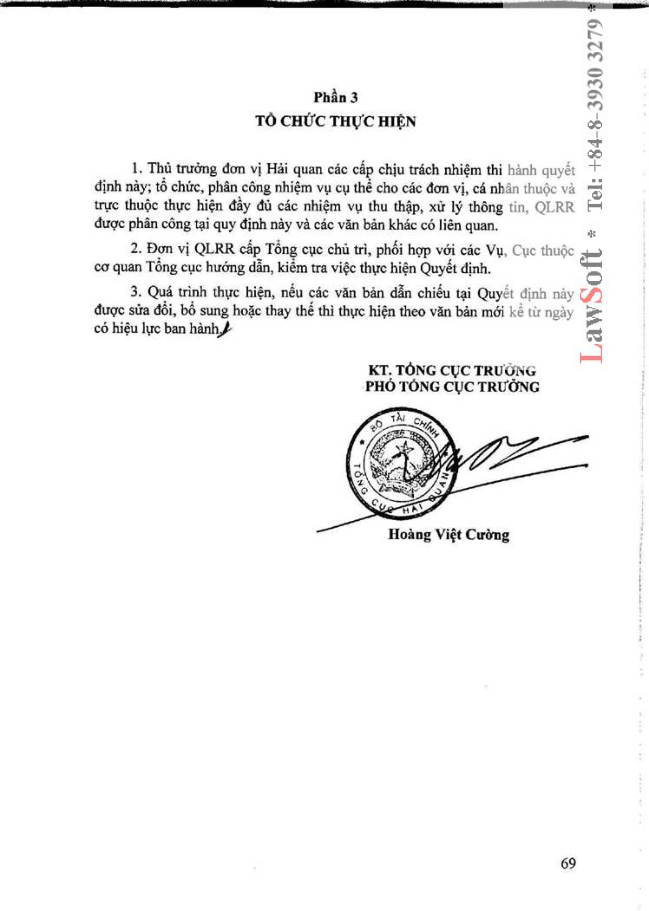 Phần 3
TỔ CHỨC THỰC HIỆN
1. Thủ trưởng đơn vị Hải quan các cấp chịu trách nhiệm thi hành quyết
định này; tổ chức, phân công nhiệm vụ cụ thể cho các đơn vị, cá nhân thuộc và
trực thuộc thực hiện đầy đủ các nhiệm vụ thu thập, xử lý thông tin, QLRR
được phân công tại quy định này và các văn bản khác có liên quan.
2. Đơn vị QLRR cấp Tổng cục chủ trì, phối hợp với các Vụ, Cục thuộc
cơ quan Tổng cục hướng dẫn, kiểm tra việc thực hiện Quyết định.
3. Quá trình thực hiện, nếu các văn bản dẫn chiếu tại Quyết định này
được sửa đổi, bổ sung hoặc thay thế thì thực hiện theo văn bản mới kể từ ngày
có hiệu lực ban hành./
KT. TỔNG CỤC TRƯỞNG
PHÓ TỔNG CỤC TRƯỞNG
BỘ TÀI CHÍNH
TỔNG CỤC HẢI QUAN
Hoàng Việt Cường
69
LawSoft * Tel: +84-8-3930 3279 *